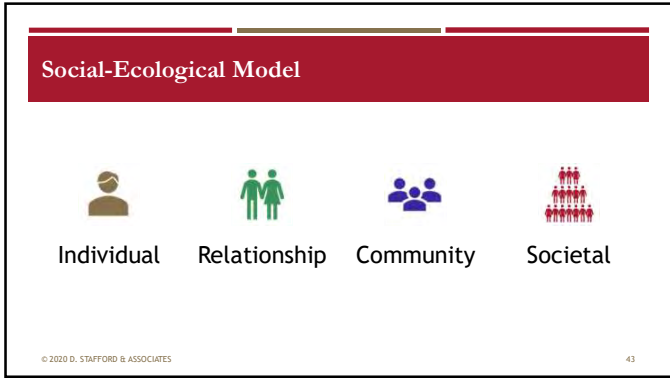 Social-Ecological Model
Individual
Relationship
Community
Societal
© 2020 D. STAFFORD & ASSOCIATES
43